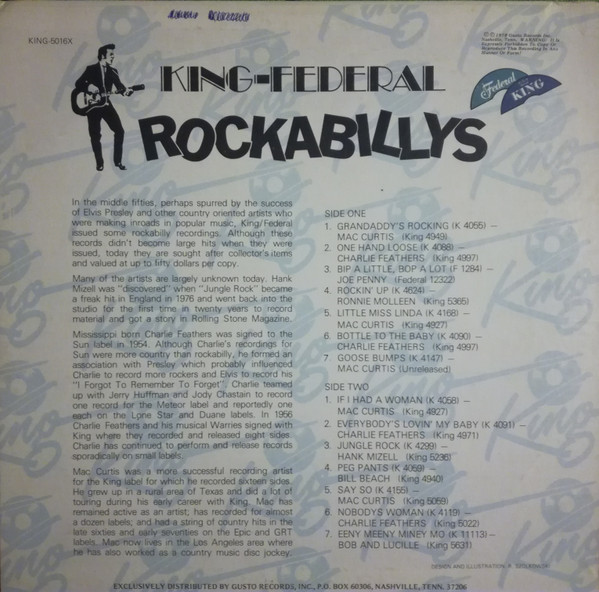 KING-5016X
KING-FEDERAL
ROCKABILLYS
Federal
KING
In the middle fifties, perhaps spurred by the success
of Elvis Presley and other country oriented artists who
were making inroads in popular music, King/Federal
issued some rockabilly recordings. Although these
records didn't become large hits when they were
issued, today they are sought after collector's items
and valued at up to fifty dollars per copy.
Many of the artists are largely unknown today. Hank
Mizell was "discovered" when "Jungle Rock" became
a freak hit in England in 1976 and went back into the
studio for the first time in twenty years to record
material and got a story in Rolling Stone Magazine.
Mississippi born Charlie Feathers was signed to the
Sun label in 1954. Although Charlie's recordings for
Sun were more country than rockabilly, he formed an
association with Presley which probably influenced
Charlie to record more rockers and Elvis to record his
"I Forgot To Remember To Forget". Charlie teamed
up with Jerry Huffman and Jody Chastain to record
one record for the Meteor label and reportedly one
each on the Lone Star and Duane labels. In 1956
Charlie Feathers and his musical Warries signed with
King where they recorded and released eight sides.
Charlie has continued to perform and release records
sporadically on small labels.
Mac Curtis was a more successful recording artist
for the King label for which he recorded sixteen sides.
He grew up in a rural area of Texas and did a lot of
touring during his early career with King. Mac has
remained active as an artist; has recorded for almost
a dozen labels; and had a string of country hits in the
late sixties and early seventies on the Epic and GRT
labels. Mac now lives in the Los Angeles area where
he has also worked as a country music disc jockey.
SIDE ONE
1. GRANDADDY'S ROCKING (K 4055) —
MAC CURTIS (King 4949)
2. ONE HAND LOOSE (K 4088) —
CHARLIE FEATHERS (King 4997)
3. BIP A LITTLE, BOP A LOT (F 1284) —
JOE PENNY (Federal 12322)
4. ROCKIN' UP (K 4624) —
RONNIE MOLLEEN (King 5365)
5. LITTLE MISS LINDA (K 4168) —
MAC CURTIS (King 4927)
6. BOTTLE TO THE BABY (K 4090) —
CHARLIE FEATHERS (King 4997)
7 GOOSE BUMPS (K 4147) —
MAC CURTIS (Unreleased)
SIDE TWO
1. IF I HAD A WOMAN (K 4058) —
MAC CURTIS (King 4927)
2. EVERYBODY'S LOVIN' MY BABY (K 4091) —
CHARLIE FEATHERS (King 4971)
3. JUNGLE ROCK (K 4299) —
HANK MIZELL (King 5236)
4. PEG PANTS (K 4059) —
BILL BEACH (King 4940)
5. SAY SO (K 4155) —
MAC CURTIS (King 5059)
6. NOBODY'S WOMAN (K 4119) —
CHARLIE FEATHERS (King 5022)
7. EENY MEENY MINEY MO (K 11113) —
BOB AND LUCILLE (King 5631)
DESIGN AND ILLUSTRATION
EXCLUSIVELY DISTRIBUTED BY GUSTO RECORDS, INC., P.O. BOX 60306, NASHVILLE, TENN. 37206